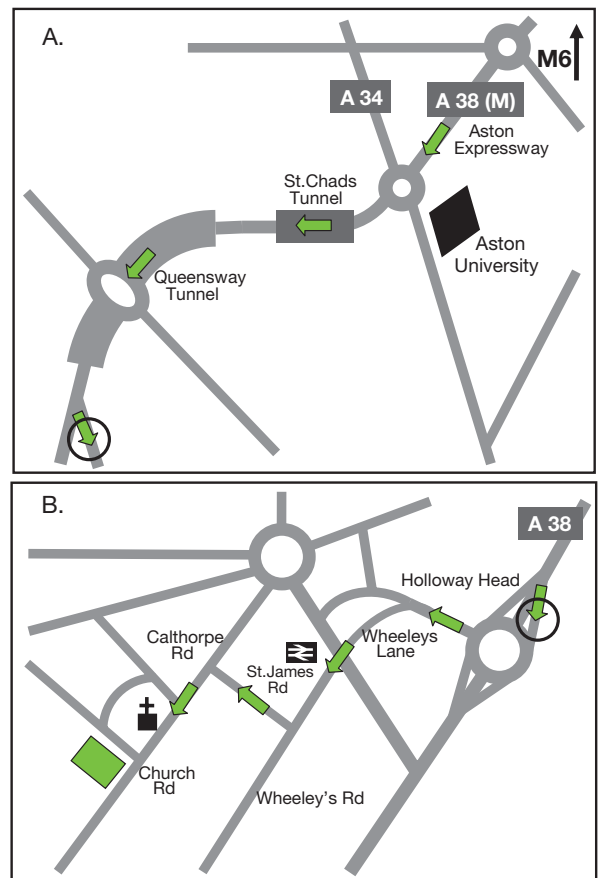 A.
M6
A 34
A 38 (M)
Aston
Expressway
St.Chads
Tunnel
Aston
University
Queensway
Tunnel
B.
A 38
Holloway Head
Calthorpe
Rd
Wheeleys
Lane
St.James
Rd
Church
Rd
Wheeley's Rd